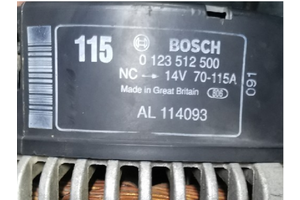 115
BOSCH
0 123 512 500
NC → 14V 70-115A
Made in Great Britain
091
AL 114093